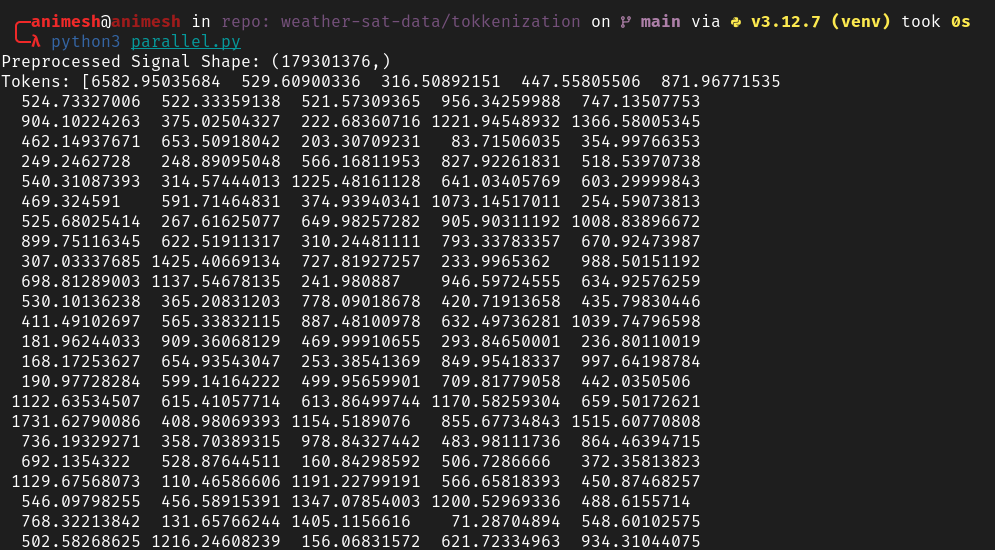 animesh@animesh in repo: weather-sat-data/tokkenization on main via v3.12.7 (venv) took 0s
λ python3 parallel.py
Preprocessed Signal Shape: (179301376,)
Tokens: [6582.95035684  529.60900336  316.50892151  447.55805506  871.96771535
  524.73327006  522.33359138  521.57309365  956.34259988  747.13507753
  904.10224263  375.02504327  222.68360716 1221.94548932 1366.58005345
  462.14937671  653.50918042  203.30709231   83.71506035  354.99766353
  249.2462728   248.89095048  566.16811953  827.92261831  518.53970738
  540.31087393  314.57444013 1225.48161128  641.03405769  603.29999843
  469.324591    591.71464831  374.93940341 1073.14517011  254.59073813
  525.68025414  267.61625077  649.98257282  905.90311192 1008.83896672
  899.75116345  622.51911317  310.24481111  793.33783357  670.92473987
  307.03337685 1425.40669134  727.81927257  233.9965362   988.50151192
  698.81289003 1137.54678135  241.980887    946.59724555  634.92576259
  530.10136238  365.20831203  778.09018678  420.71913658  435.79830446
  411.49102697  565.33832115  887.48100978  632.49736281 1039.74796598
  181.96244033  909.36068129  469.99910655  293.84650001  236.80110019
  168.17253627  654.93543047  253.38541369  849.95418337  997.64198784
  190.97728284  599.14164222  499.95659901  709.81779058  442.0350506
 1122.63534507  615.41057714  613.86499744 1170.58259304  659.50172621
 1731.62790086  408.98069393 1154.5189076   855.67734843 1515.60770808
  736.19329271  358.70389315  978.84327442  483.98111736  864.46394715
  692.1354322   528.87644511  160.84298592  506.7286666   372.35813823
 1129.67568073  110.46586606 1191.22799191  566.65818393  450.87468257
  546.09798255  456.58915391 1347.07854003 1200.52969336  488.6155714
  768.32213842  131.65766244 1405.1156616    71.28704894  548.60102575
  502.58268625 1216.24608239  156.06831572  621.72334963  934.31044075